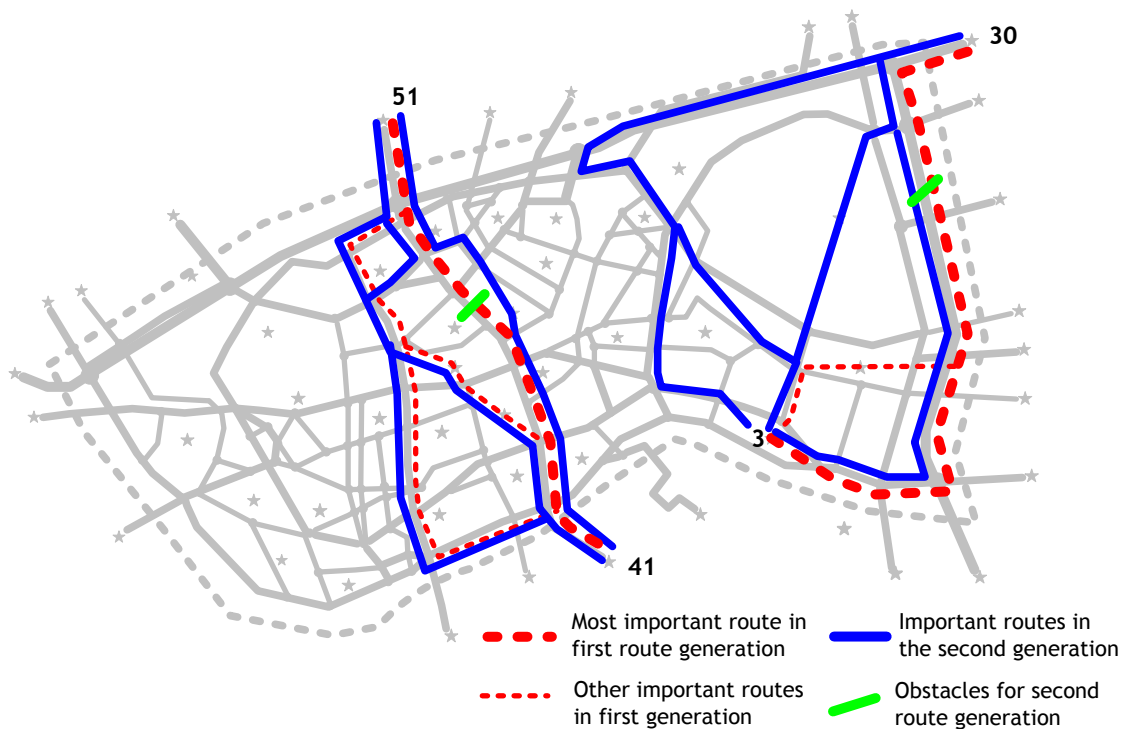 30
51
3
41
Most important route in
first route generation
Important routes in
the second generation
Other important routes
in first generation
Obstacles for second
route generation